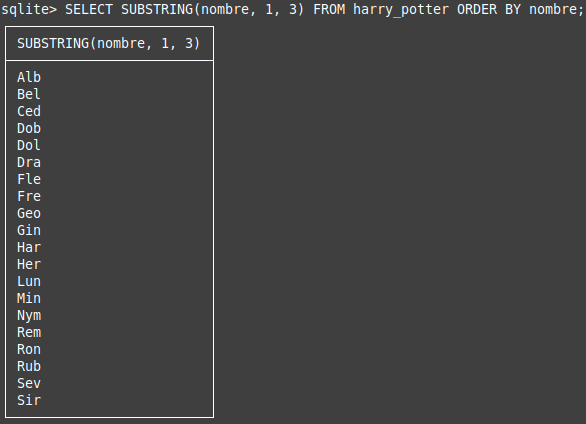 sqlite> SELECT SUBSTRING(nombre, 1, 3) FROM harry_potter ORDER BY nombre;
SUBSTRING(nombre, 1, 3)
Alb
Bel
Ced
Dob
Dol
Dra
Fle
Fre
Geo
Gin
Har
Her
Lun
Min
Nym
Rem
Ron
Rub
Sev
Sir